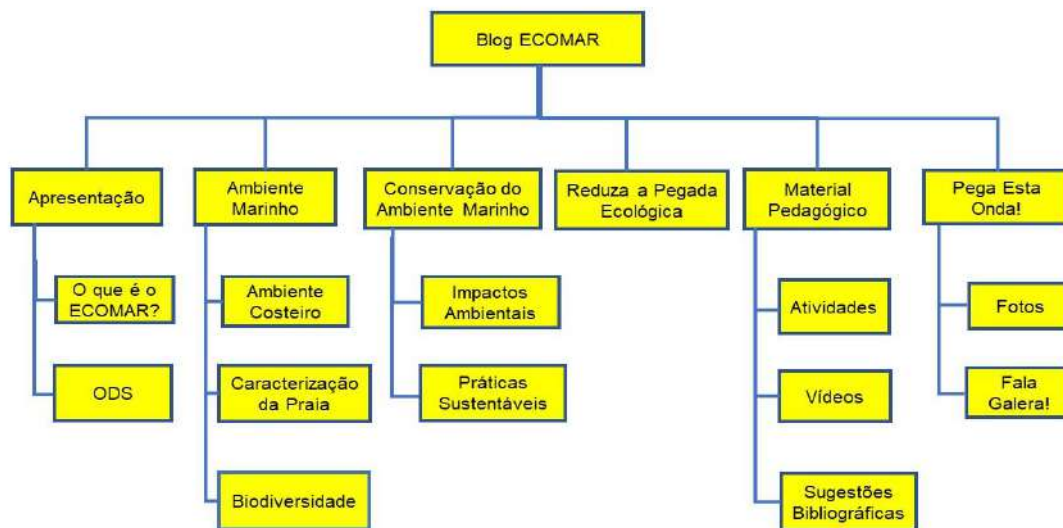 Blog ECOMAR
Apresentação
Ambiente
Marinho
Conservação do
Ambiente Marinho
Reduza a Pegada
Ecológica
Material
Pedagógico
Pega Esta
Onda!
O que é o
ECOMAR?
ODS
Ambiente
Costeiro
Caracterização
da Praia
Biodiversidade
Impactos
Ambientais
Práticas
Sustentáveis
Atividades
Vídeos
Sugestões
Bibliográficas
Fotos
Fala
Galera!